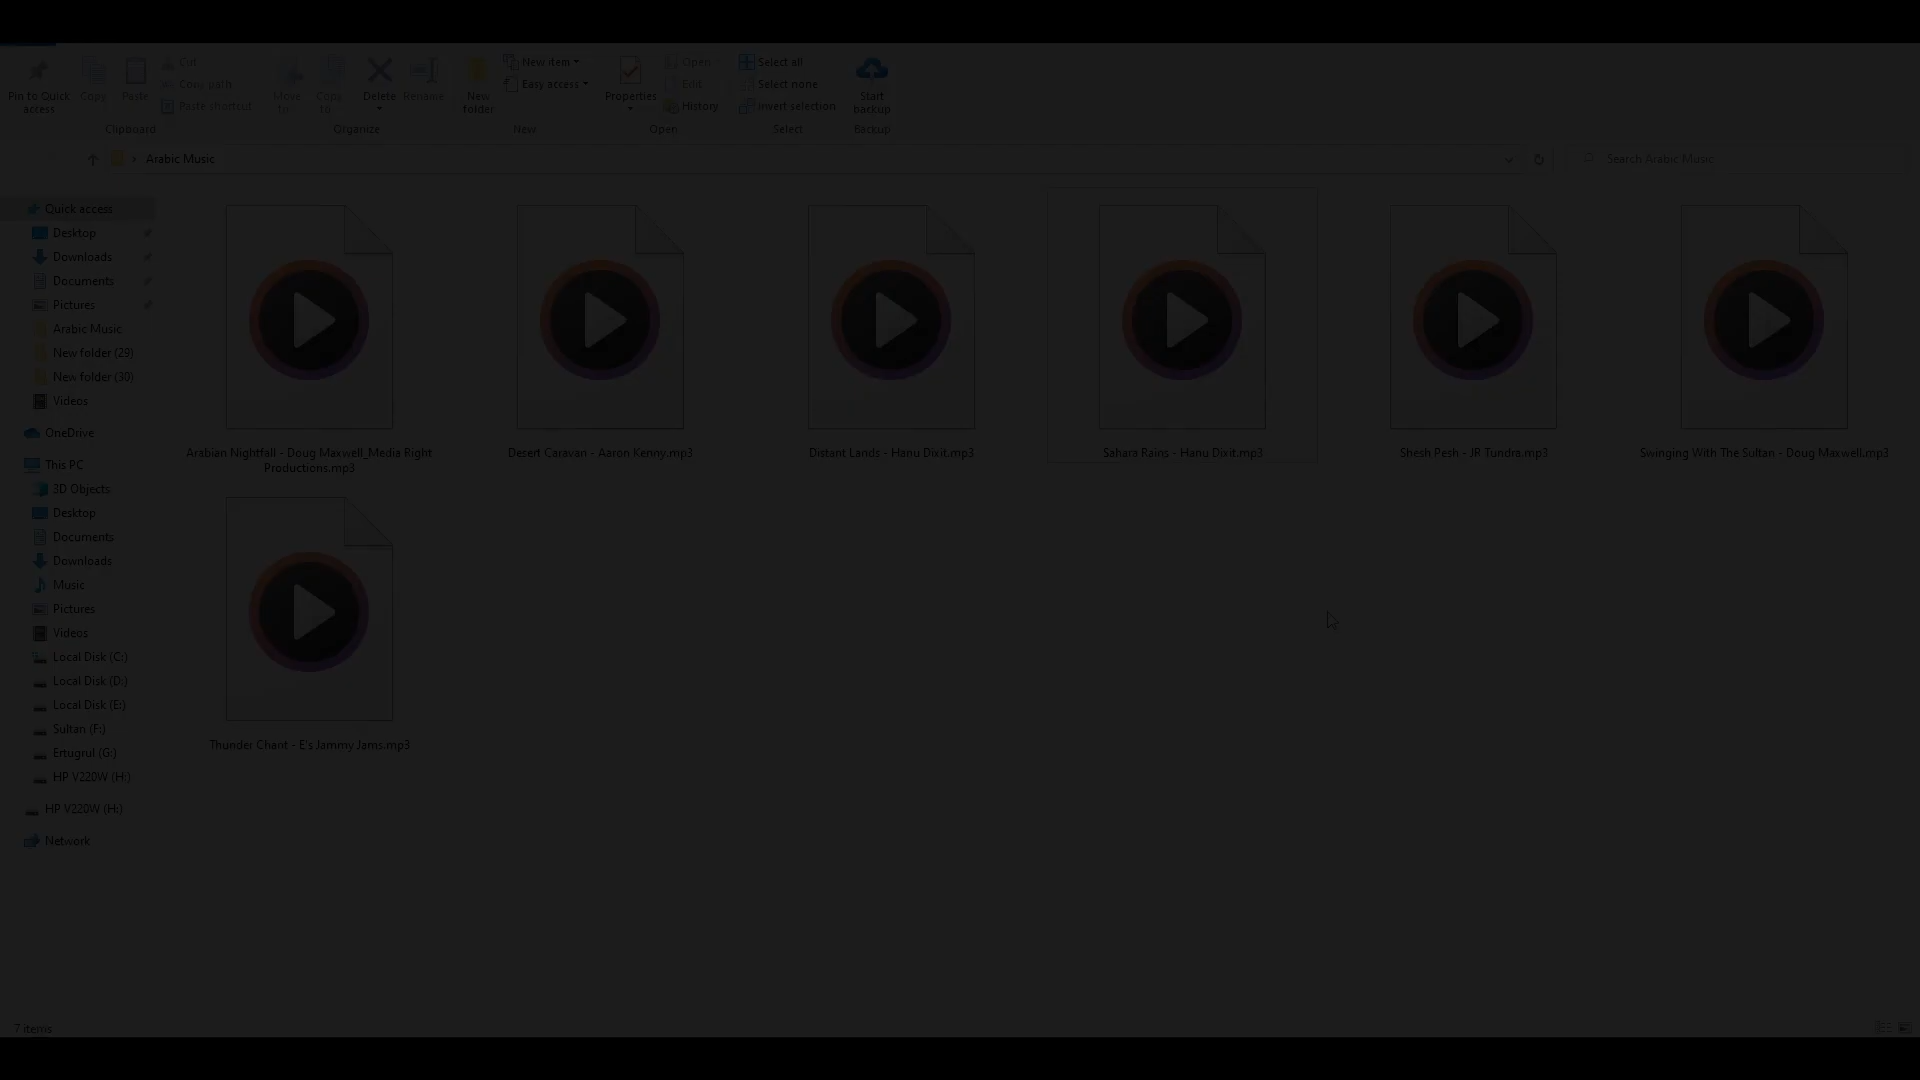 Pin to Quick access
Copy
Paste
Cut
Copy path
Paste shortcut
Clipboard
Move to
Copy to
Delete
Rename
Organize
New folder
New item
Easy access
New
Properties
Open
Edit
History
Open
Select all
Select none
Invert selection
Select
Start backup
Backup
Arabic Music
Search Arabic Music
Quick access
Desktop
Downloads
Documents
Pictures
Arabic Music
New folder (29)
New folder (30)
Videos
OneDrive
This PC
3D Objects
Desktop
Documents
Downloads
Music
Pictures
Videos
Local Disk (C:)
Local Disk (D:)
Local Disk (E:)
Sultan (F:)
Ertugrul (G:)
HP V220W (H:)
HP V220W (H:)
Network
Arabian Nightfall - Doug Maxwell_Media Right
Productions.mp3
Desert Caravan - Aaron Kenny.mp3
Distant Lands - Hanu Dixit.mp3
Sahara Rains - Hanu Dixit.mp3
Shesh Pesh - JR Tundra.mp3
Swinging With The Sultan - Doug Maxwell.mp3
Thunder Chant - E's Jammy Jams.mp3
7 items